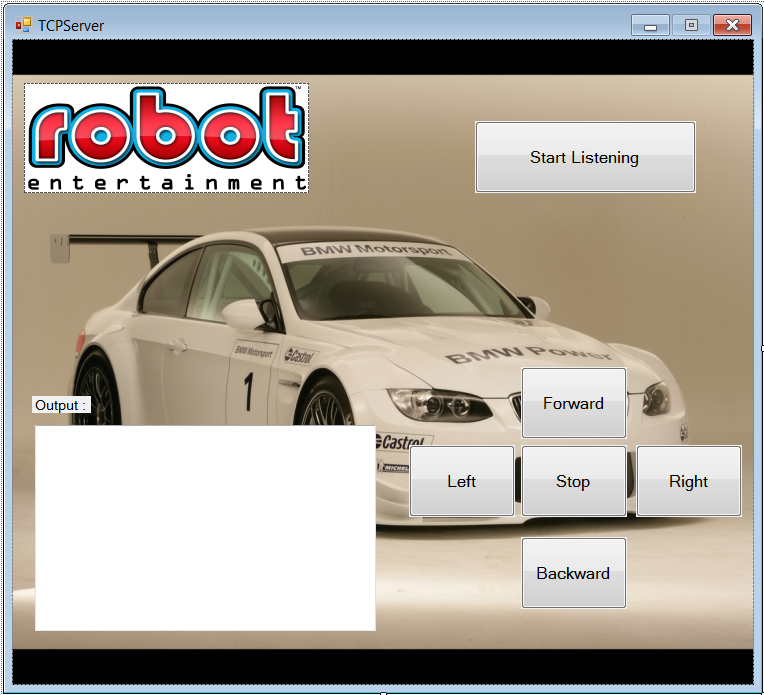 TCPServer
robot
™
entertainment
Start Listening
BMW Motorsport
BMW Motorsport
Castrol
1
BMW Power
Forward
Output :
Castrol
MICHELIN
Left
Stop
Right
Backward